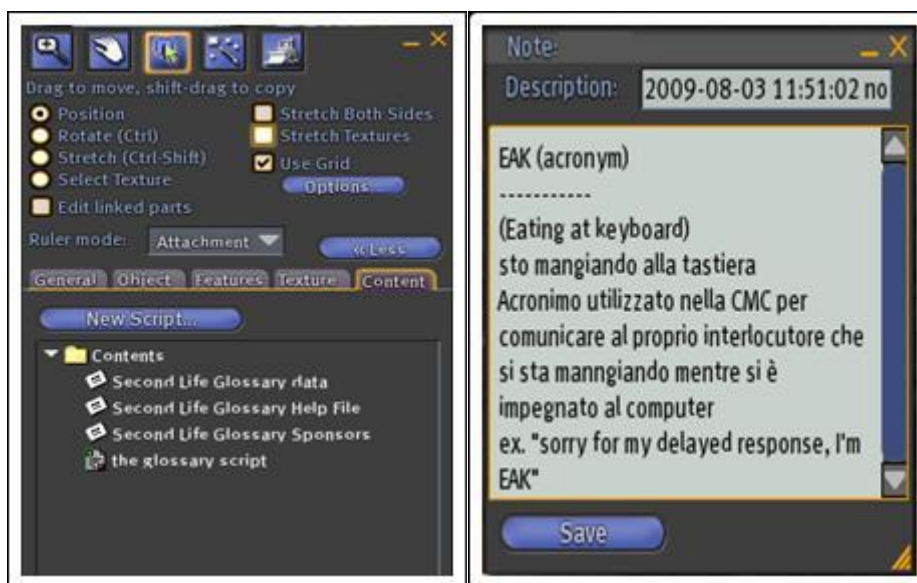 Drag to move, shift-drag to copy
Position
Rotate (Ctrl)
Stretch (Ctrl-Shift)
Select Texture
Edit linked parts
Stretch Both Sides
Stretch Textures
Use Grid
Options
Ruler mode:
Attachment
<< Less
General
Object
Features
Texture
Content
New Script...
Contents
Second Life Glossary data
Second Life Glossary Help File
Second Life Glossary Sponsors
the glossary script
Note:
Description:
2009-08-03 11:51:02 no
EAK (acronym)
-----------
(Eating at keyboard)
sto mangiando alla tastiera
Acronimo utilizzato nella CMC per
comunicare al proprio interlocutore che
si sta manngiando mentre si è
impegnato al computer
ex. "sorry for my delayed response, I'm
EAK"
Save